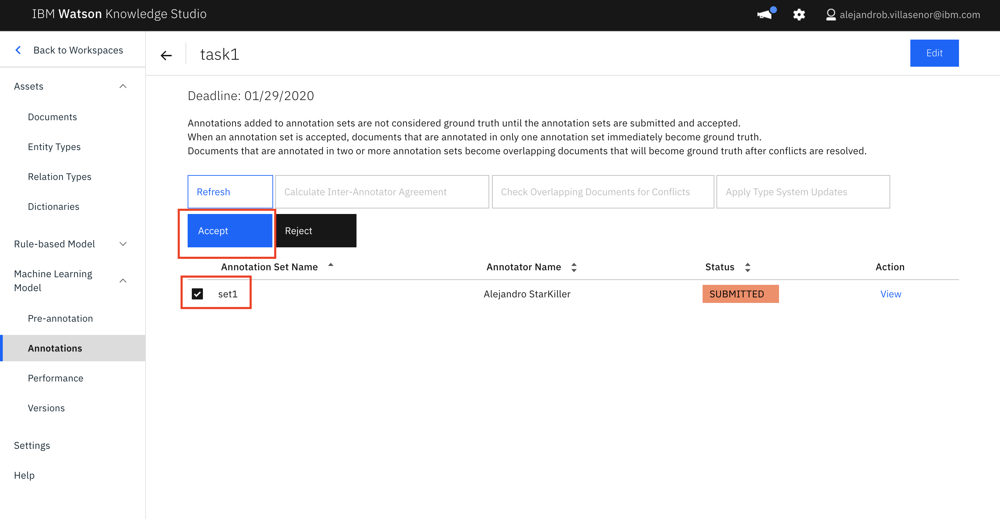 IBM Watson Knowledge Studio
alejandrob.villasenor@ibm.com
Back to Workspaces
task1
Edit
Assets
Documents
Entity Types
Relation Types
Dictionaries
Rule-based Model
Machine Learning
Model
Pre-annotation
Annotations
Performance
Versions
Settings
Help
Deadline: 01/29/2020
Annotations added to annotation sets are not considered ground truth until the annotation sets are submitted and accepted.
When an annotation set is accepted, documents that are annotated in only one annotation set immediately become ground truth.
Documents that are annotated in two or more annotation sets become overlapping documents that will become ground truth after conflicts are resolved.
Refresh
Calculate Inter-Annotator Agreement
Check Overlapping Documents for Conflicts
Apply Type System Updates
Accept
Reject
Annotation Set Name
Annotator Name
Status
Action
set1
Alejandro StarKiller
SUBMITTED
View